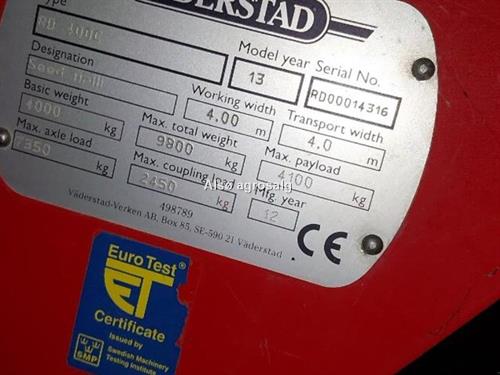 VÄDERSTAD
Type
RD 400C
Designation
Seed drill
Model year
13
Serial No.
RD00014316
Basic weight
4000 kg
Working width
4.00 m
Transport width
4.0 m
Max. axle load
7350 kg
Max. total weight
9800 kg
Max. payload
4100 kg
Max. coupling load
2450 kg
Mfg. year
12
498789
Väderstad-Verken AB, Box 85, SE-590 21 Väderstad
CE
Alsø agrosalg
Euro Test®
ET
Certificate
Issued by
Swedish Machinery
Testing Institute
SMP